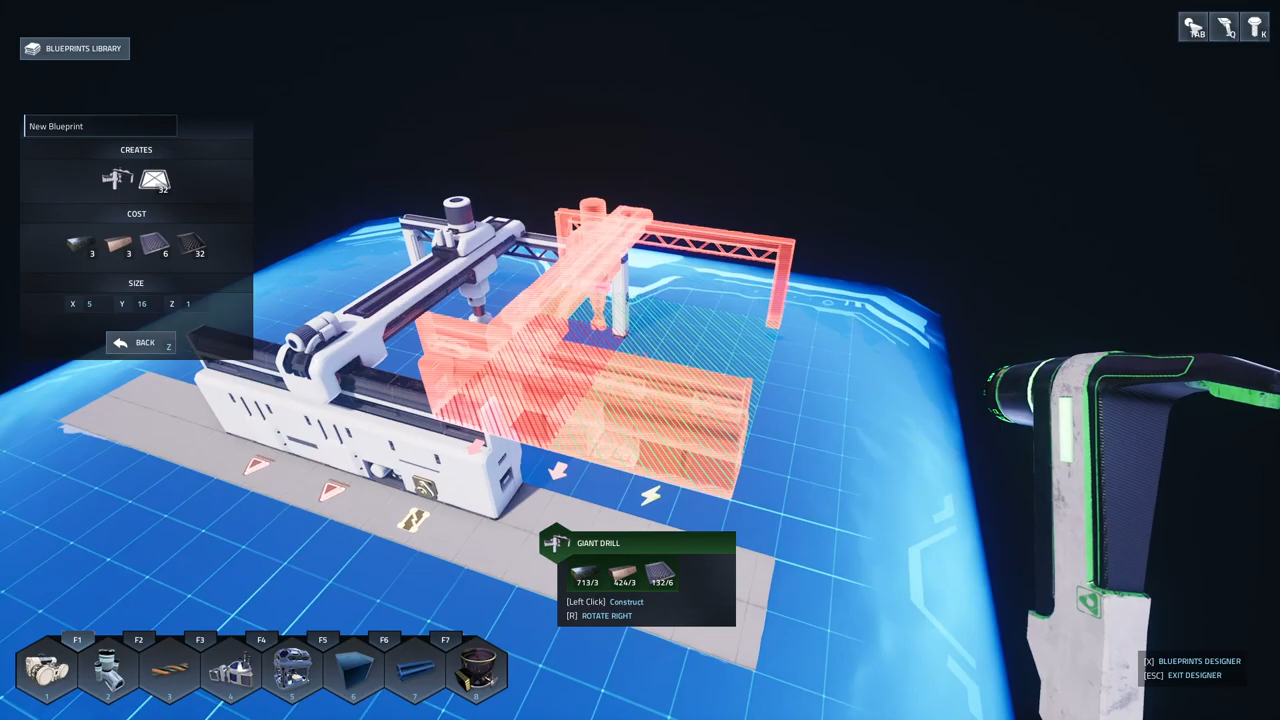 BLUEPRINTS LIBRARY
TAB
Q
K
New Blueprint
CREATES
32
COST
3
3
6
32
SIZE
X 5 Y 16 Z 1
BACK Z
GIANT DRILL
713/3 424/3 132/6
[Left Click] Construct
[R] ROTATE RIGHT
F1 F2 F3 F4 F5 F6 F7
1 2 3 4 5 6 7 8
[X] BLUEPRINTS DESIGNER
[ESC] EXIT DESIGNER